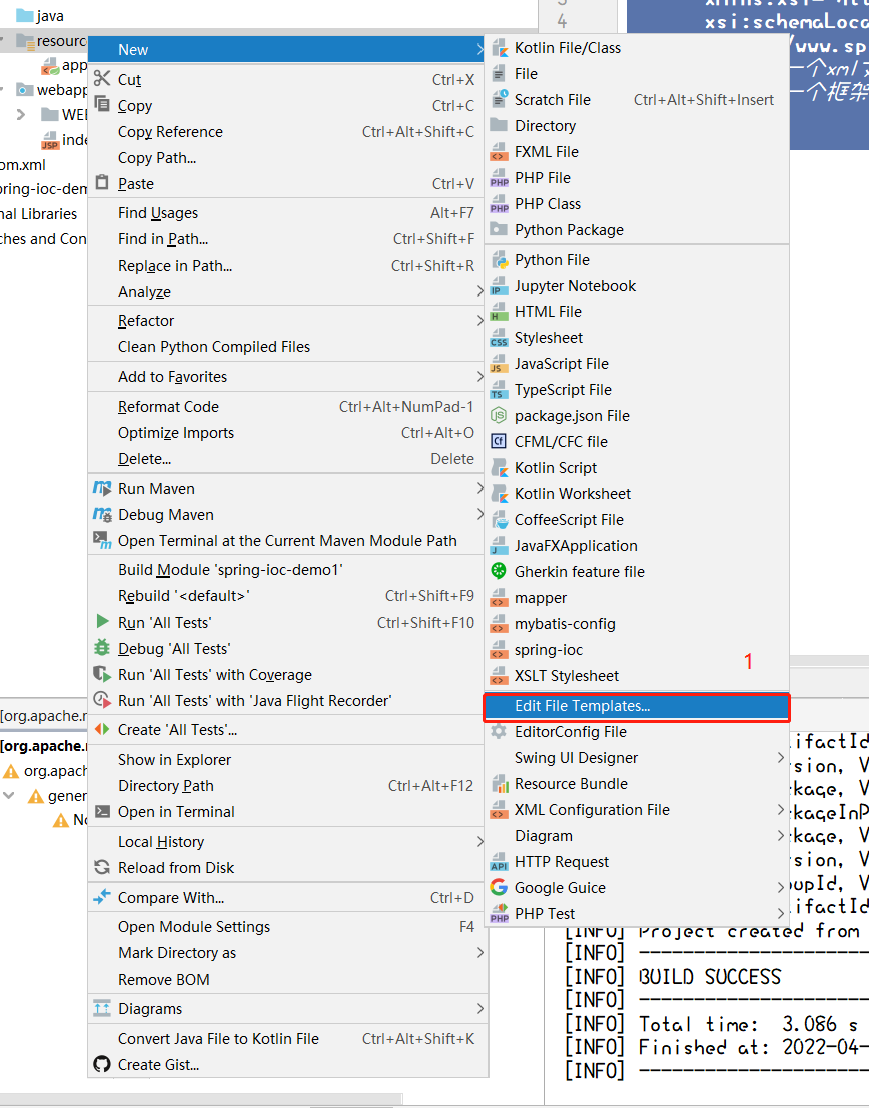 java
New
Cut Ctrl+X
Copy Ctrl+C
Copy Reference Ctrl+Alt+Shift+C
Copy Path...
Paste Ctrl+V
Find Usages Alt+F7
Find in Path... Ctrl+Shift+F
Replace in Path... Ctrl+Shift+R
Analyze
Refactor
Clean Python Compiled Files
Add to Favorites
Reformat Code Ctrl+Alt+NumPad-1
Optimize Imports Ctrl+Alt+O
Delete... Delete
Run Maven
Debug Maven
Open Terminal at the Current Maven Module Path
Build Module 'spring-ioc-demo1'
Rebuild '<default>' Ctrl+Shift+F9
Run 'All Tests' Ctrl+Shift+F10
Debug 'All Tests'
Run 'All Tests' with Coverage
Run 'All Tests' with 'Java Flight Recorder'
Create 'All Tests'...
Show in Explorer
Directory Path Ctrl+Alt+F12
Open in Terminal
Local History
Reload from Disk
Compare With... Ctrl+D
Open Module Settings F4
Mark Directory as
Remove BOM
Diagrams
Convert Java File to Kotlin File Ctrl+Alt+Shift+K
Create Gist...
Kotlin File/Class
File
Scratch File Ctrl+Alt+Shift+Insert
Directory
FXML File
PHP File
PHP Class
Python Package
Python File
Jupyter Notebook
HTML File
Stylesheet
JavaScript File
TypeScript File
package.json File
CFML/CFC file
Kotlin Script
Kotlin Worksheet
CoffeeScript File
JavaFXApplication
Gherkin feature file
mapper
mybatis-config
spring-ioc
XSLT Stylesheet
1
Edit File Templates...
EditorConfig File
Swing UI Designer
Resource Bundle
XML Configuration File
Diagram
HTTP Request
Google Guice
PHP Test
resourc
app
webapp
WE
inde
om.xml
pring-ioc-dem
nal Libraries
ches and Con
4
xsi:schemaLoca
/www.sp
一个xml
一个框架
[org.apache.
[org.apache.
org.apach
gener
ifactId
sion, V
kage, V
kageInP
kage, V
sion, V
oupId, V
ifactId
[INFO] Project created from
[INFO] --------------------
[INFO] BUILD SUCCESS
[INFO] --------------------
[INFO] Total time: 3.086 s
[INFO] Finished at: 2022-04-
[INFO] --------------------